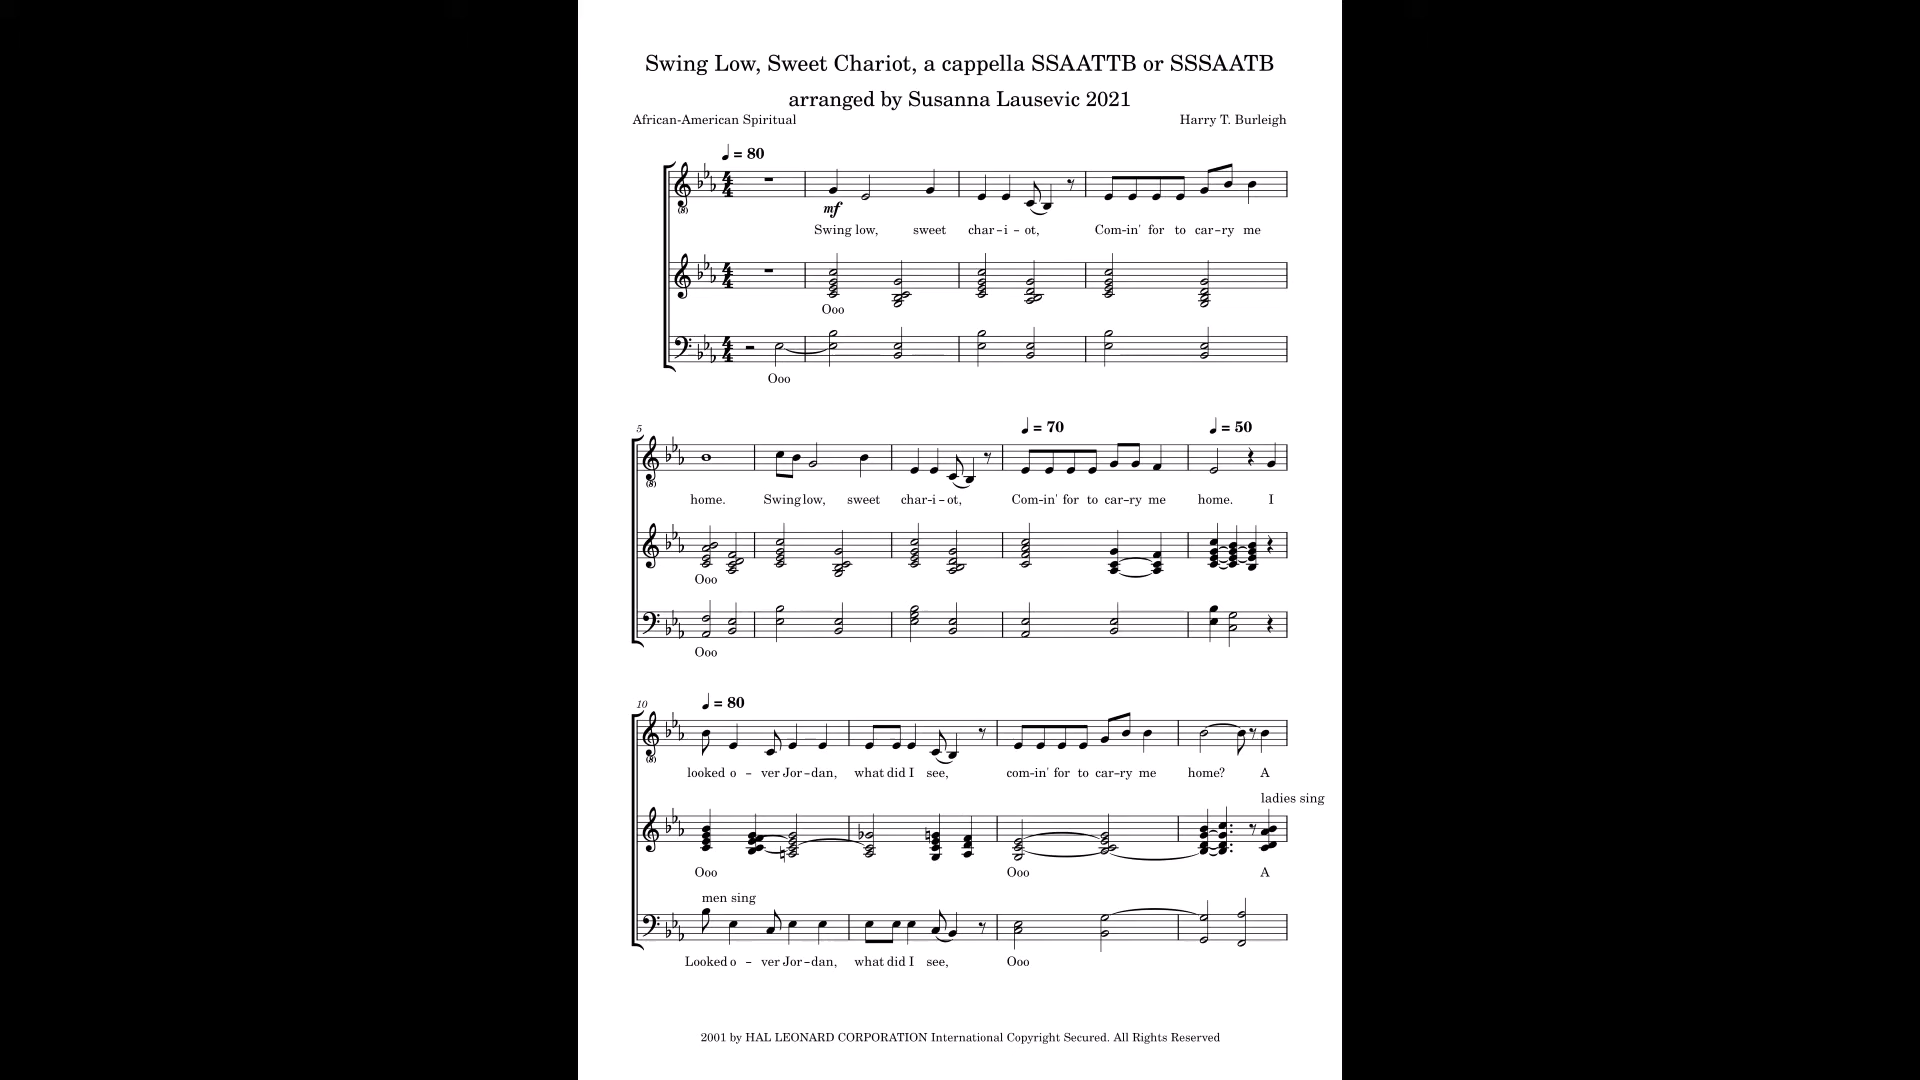 Swing Low, Sweet Chariot, a cappella SSAATTB or SSSAATB
arranged by Susanna Lausevic 2021
African-American Spiritual
Harry T. Burleigh
♩ = 80
mf
Swing low, sweet char-i-ot, Com-in' for to car-ry me
Ooo
Ooo
5
♩ = 70
♩ = 50
home. Swing low, sweet char-i-ot, Com-in' for to car-ry me home. I
Ooo
Ooo
10
♩ = 80
looked o-ver Jor-dan, what did I see, com-in' for to car-ry me home? A
ladies sing
Ooo Ooo A
men sing
Looked o-ver Jor-dan, what did I see, Ooo
2001 by HAL LEONARD CORPORATION International Copyright Secured. All Rights Reserved